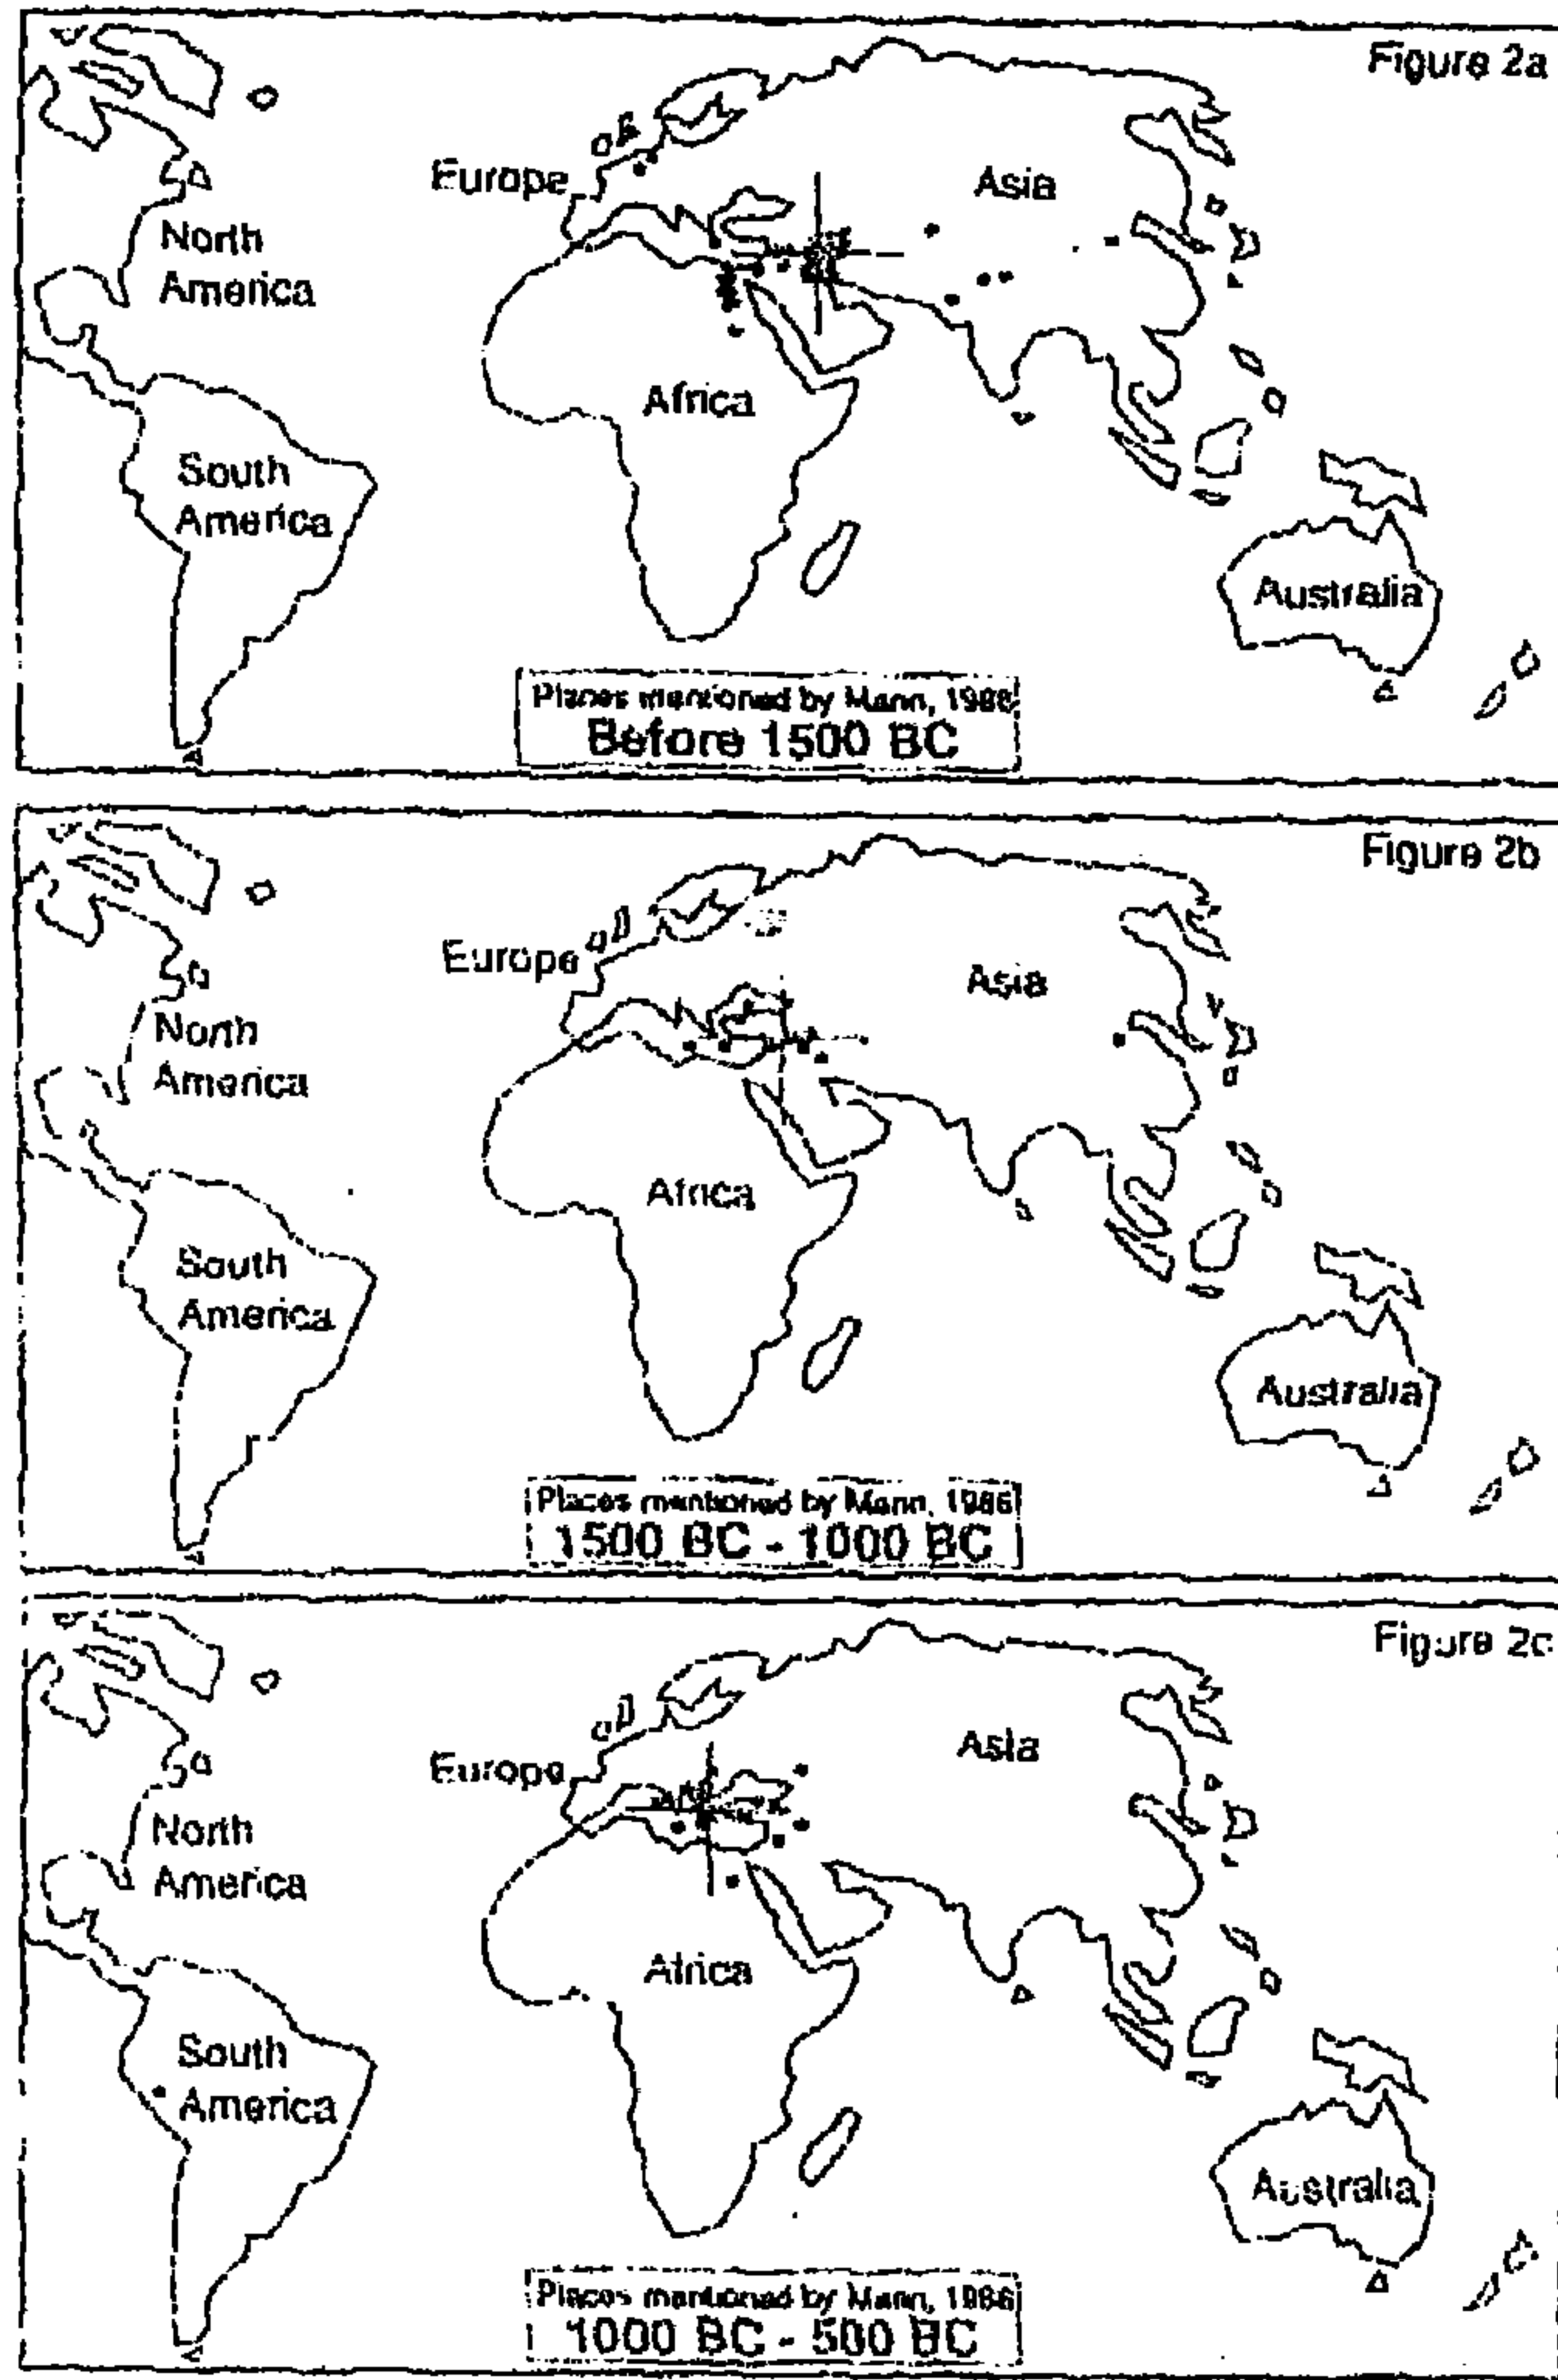 Figure 2a
Europe
Asia
North
America
Africa
South
America
Australia
Places mentioned by Mann, 1986
Before 1500 BC
Figure 2b
Europe
Asia
North
America
Africa
South
America
Australia
Places mentioned by Mann, 1986
1500 BC - 1000 BC
Figure 2c
Europe
Asia
North
America
Africa
South
America
Australia
Places mentioned by Mann, 1986
1000 BC - 500 BC